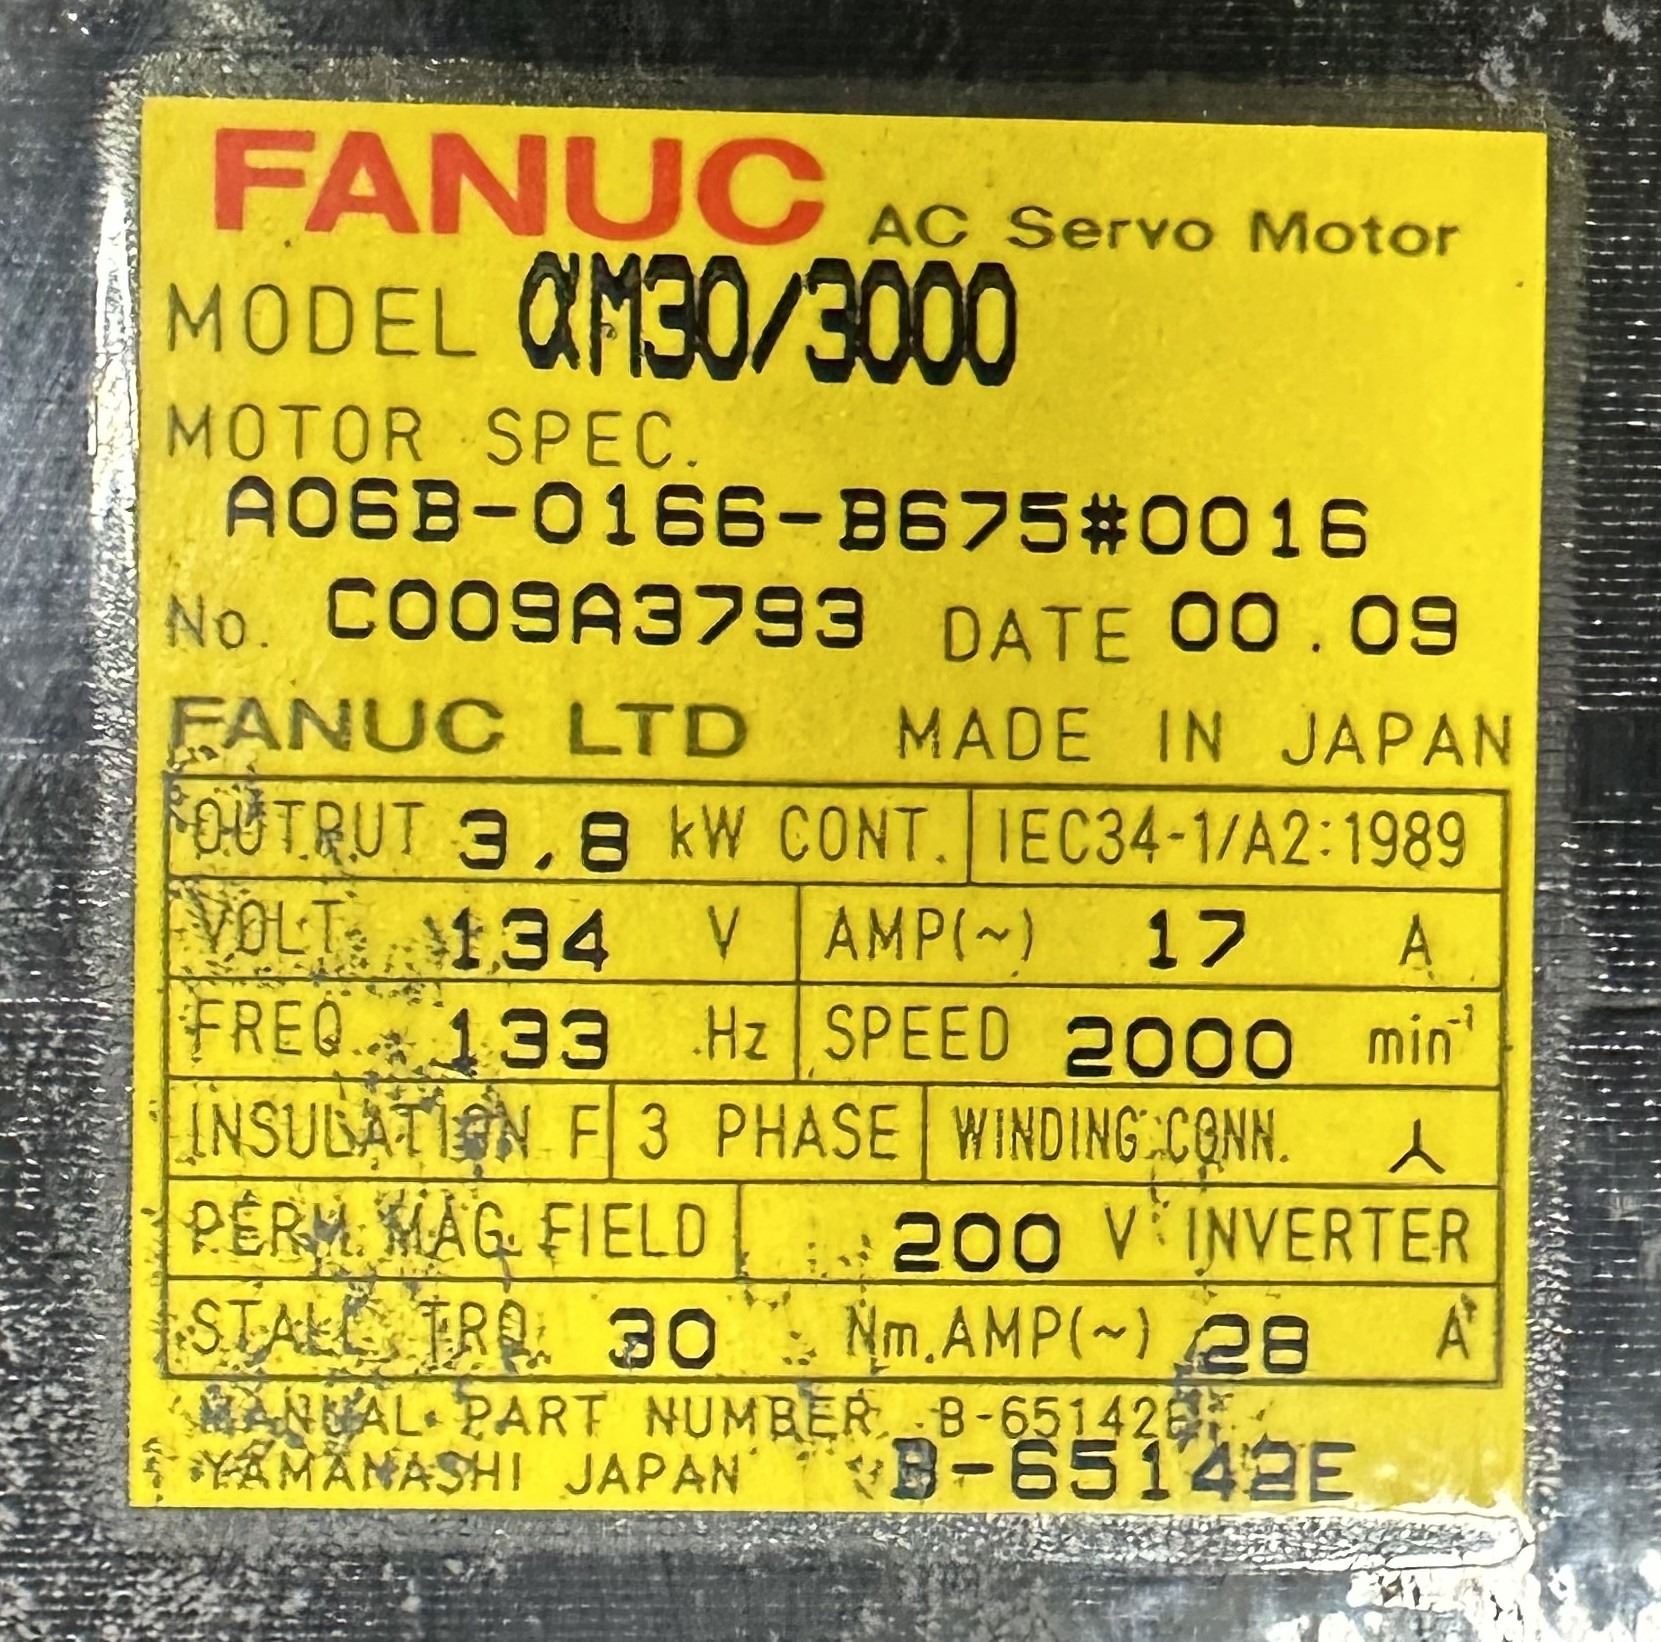 FANUC AC Servo Motor
MODEL αM30/3000
MOTOR SPEC.
A06B-0166-B675#0016
No. C009A3793 DATE 00.09
FANUC LTD MADE IN JAPAN
OUTPUT 3.8 kW CONT. IEC34-1/A2:1989
VOLT 134 V AMP(~) 17 A
FREQ. 133 Hz SPEED 2000 min⁻¹
INSULATION F 3 PHASE WINDING CONN. ⅄
PERM. MAG. FIELD 200 V INVERTER
STALL TRQ. 30 Nm.AMP(~) 28 A
MANUAL PART NUMBER B-65142E
YAMANASHI JAPAN B-65142E